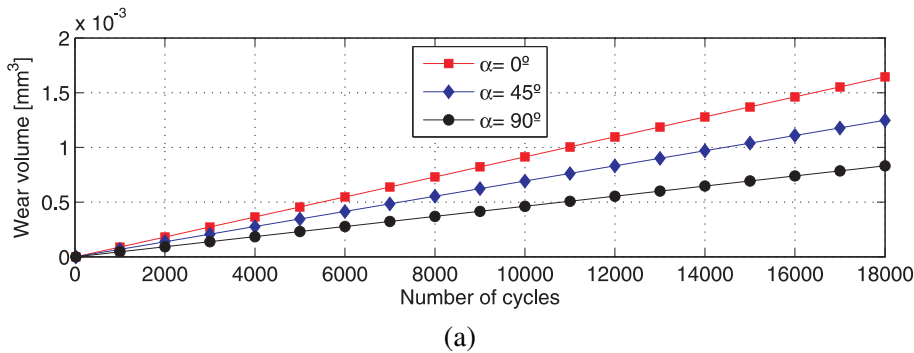 x 10⁻³
2
1.5
1
0.5
0
Wear volume [mm³]
α= 0º
α= 45º
α= 90º
0 2000 4000 6000 8000 10000 12000 14000 16000 18000
Number of cycles
(a)